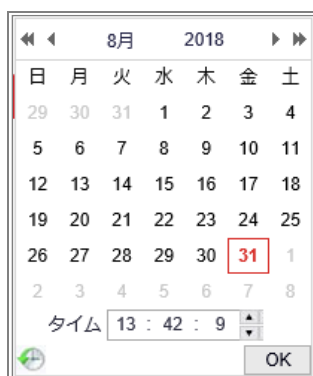 8月 2018
日 月 火 水 木 金 土
29 30 31 1 2 3 4
5 6 7 8 9 10 11
12 13 14 15 16 17 18
19 20 21 22 23 24 25
26 27 28 29 30 31 1
2 3 4 5 6 7 8
タイム 13 : 42 : 9
OK